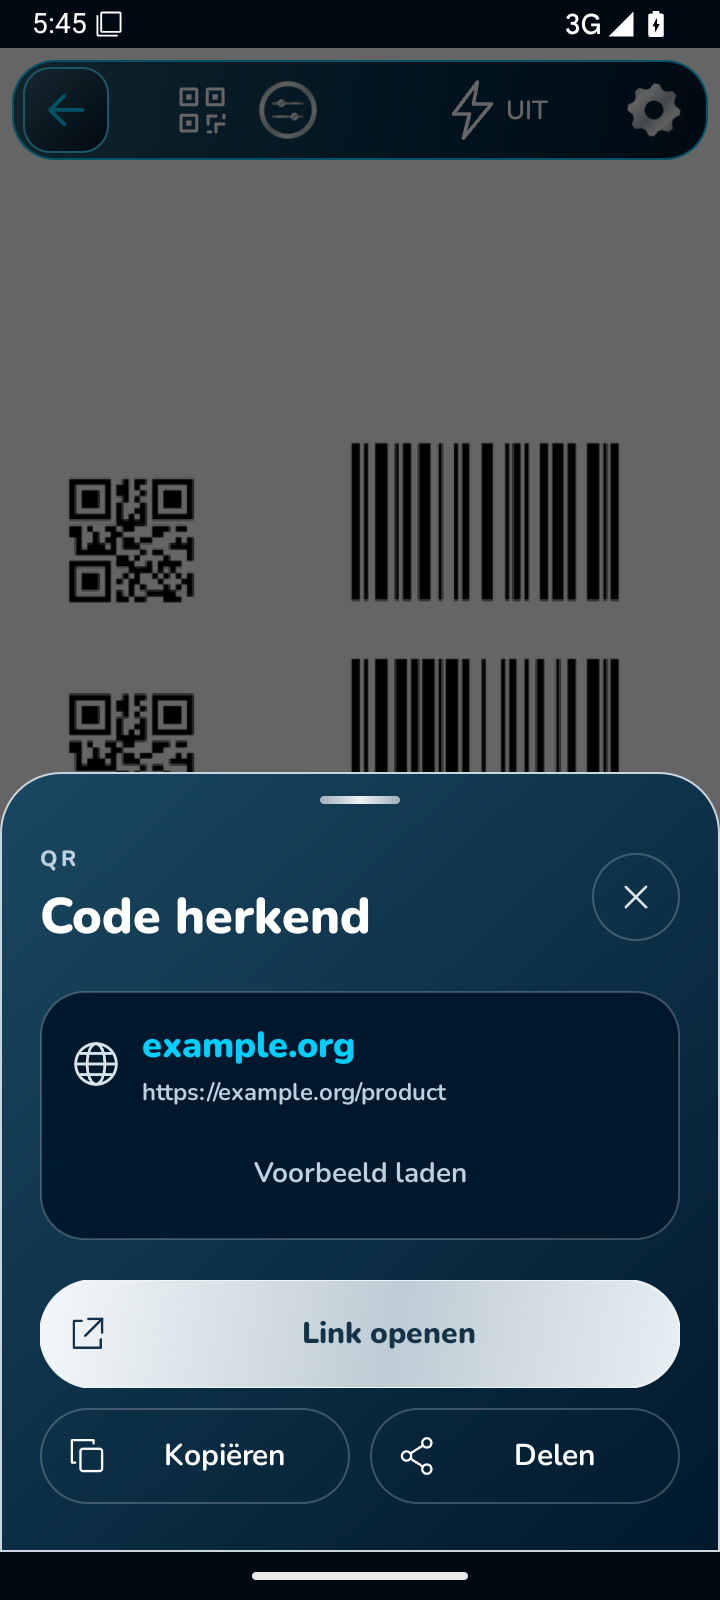 5:45
3G
UIT
QR
Code herkend
example.org
https://example.org/product
Voorbeeld laden
Link openen
Kopiëren
Delen